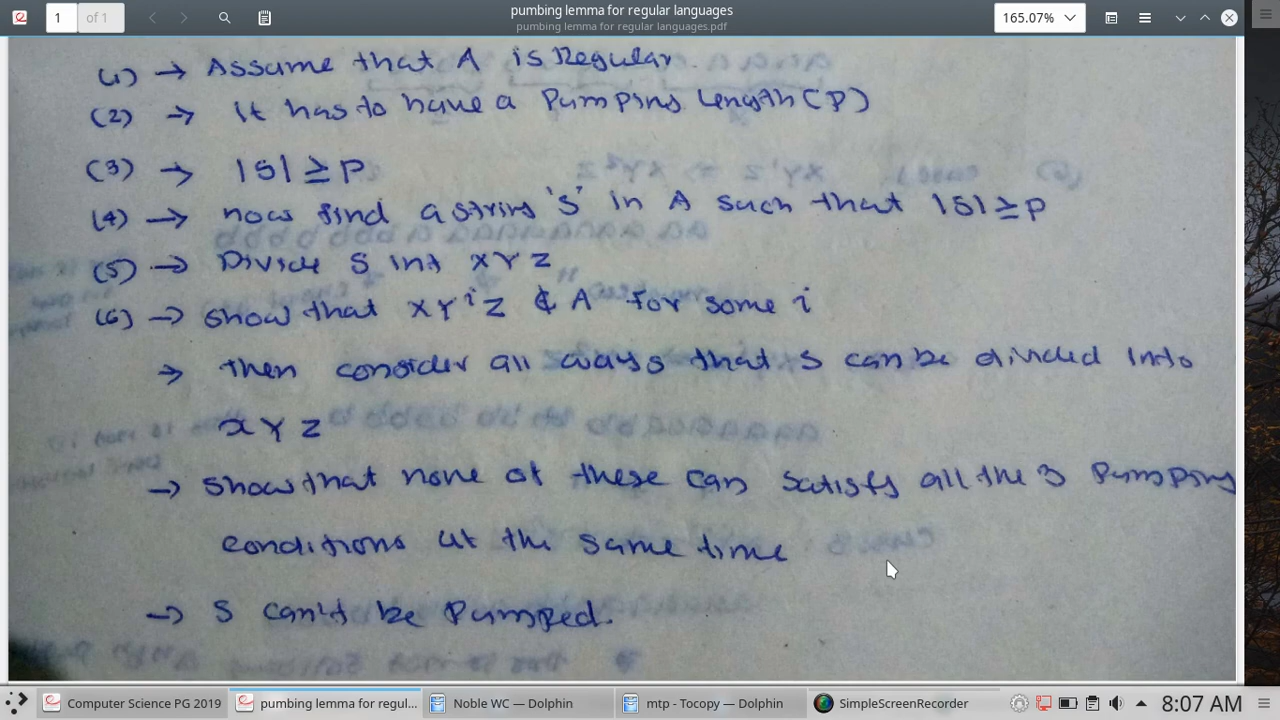 pumbing lemma for regular languages
pumbing lemma for regular languages.pdf
1 of 1
165.07%
(1) → Assume that A is Regular.
(2) → it has to have a Pumping length (P)
(3) → |S| ≥ P
(4) → now find a string 'S' in A such that |S| ≥ P
(5) → Divide S int XYZ
(6) → show that XYⁱZ ∉ A for some i
→ then consider all ways that S can be divided into
XYZ
→ show that none of these can satisfy all the 3 Pumping
conditions at the same time
→ S can't be Pumped.
Computer Science PG 2019
pumbing lemma for regul...
Noble WC — Dolphin
mtp - Tocopy — Dolphin
SimpleScreenRecorder
8:07 AM